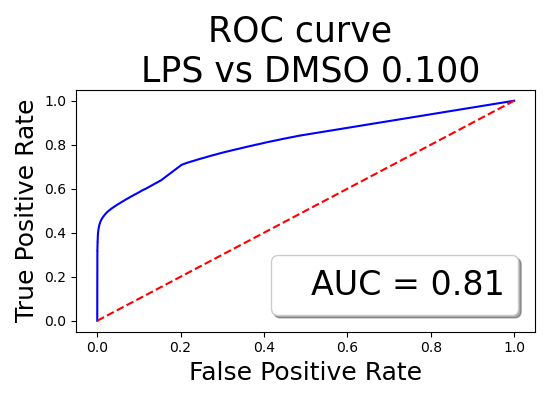 ROC curve
LPS vs DMSO 0.100
True Positive Rate
1.0
0.8
0.6
0.4
0.2
0.0
AUC = 0.81
0.0 0.2 0.4 0.6 0.8 1.0
False Positive Rate